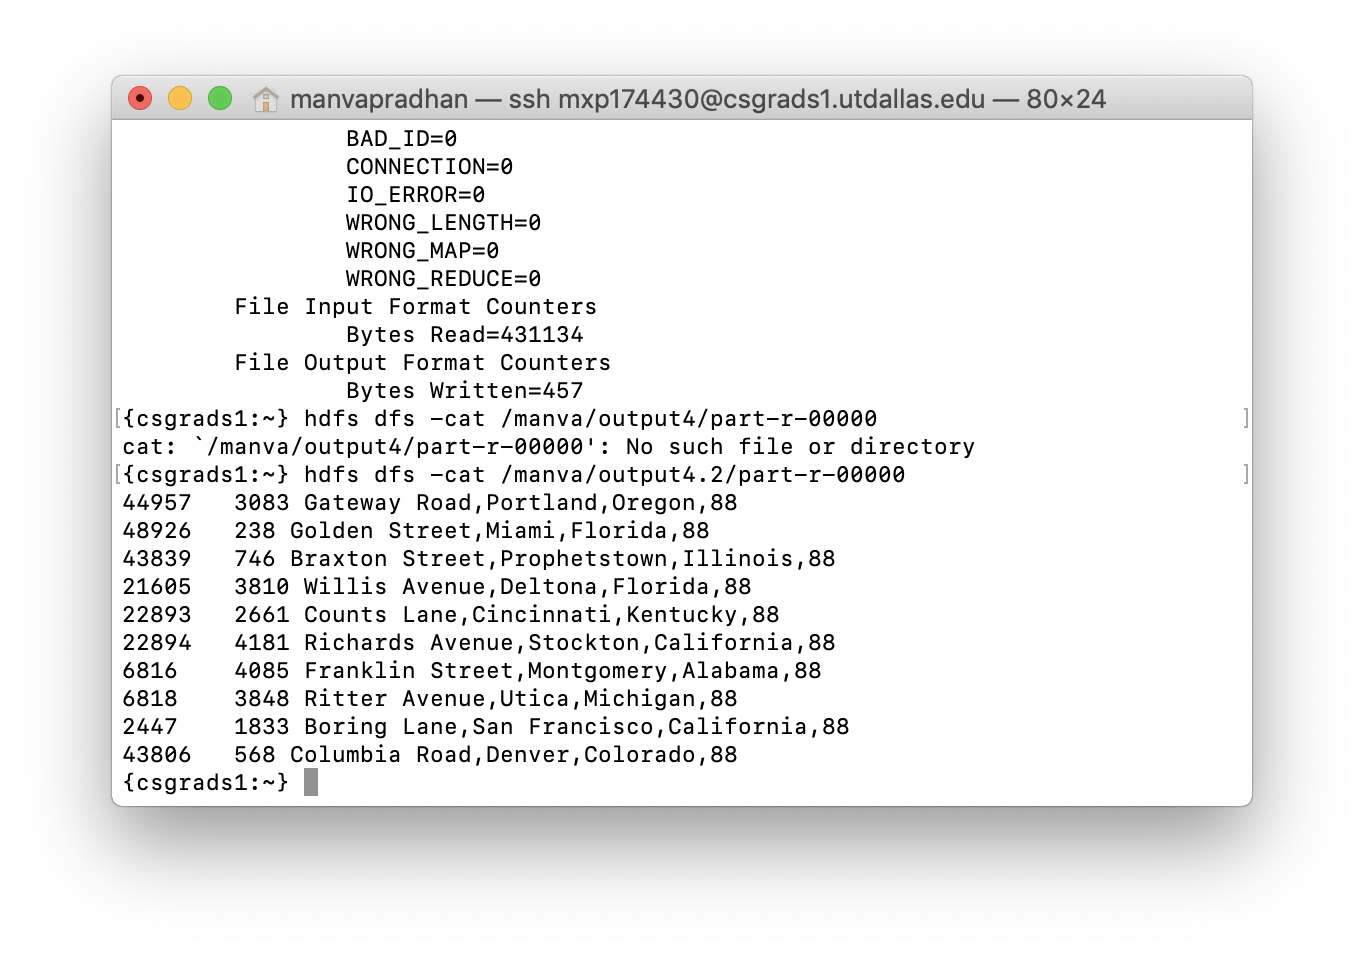 manvapradhan — ssh mxp174430@csgrads1.utdallas.edu — 80×24
BAD_ID=0
CONNECTION=0
IO_ERROR=0
WRONG_LENGTH=0
WRONG_MAP=0
WRONG_REDUCE=0
File Input Format Counters
Bytes Read=431134
File Output Format Counters
Bytes Written=457
[{csgrads1:~} hdfs dfs -cat /manva/output4/part-r-00000 ]
cat: `/manva/output4/part-r-00000': No such file or directory
[{csgrads1:~} hdfs dfs -cat /manva/output4.2/part-r-00000 ]
44957 3083 Gateway Road,Portland,Oregon,88
48926 238 Golden Street,Miami,Florida,88
43839 746 Braxton Street,Prophetstown,Illinois,88
21605 3810 Willis Avenue,Deltona,Florida,88
22893 2661 Counts Lane,Cincinnati,Kentucky,88
22894 4181 Richards Avenue,Stockton,California,88
6816 4085 Franklin Street,Montgomery,Alabama,88
6818 3848 Ritter Avenue,Utica,Michigan,88
2447 1833 Boring Lane,San Francisco,California,88
43806 568 Columbia Road,Denver,Colorado,88
{csgrads1:~}